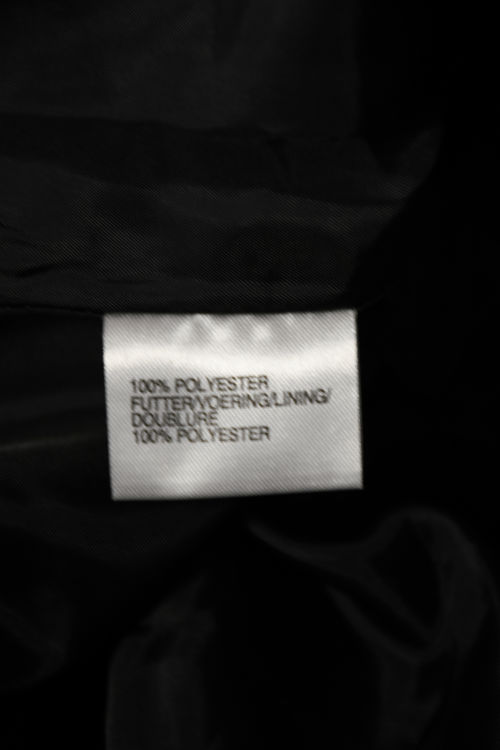 100% POLYESTER
FUTTER/VOERING/LINING/
DOUBLURE
100% POLYESTER